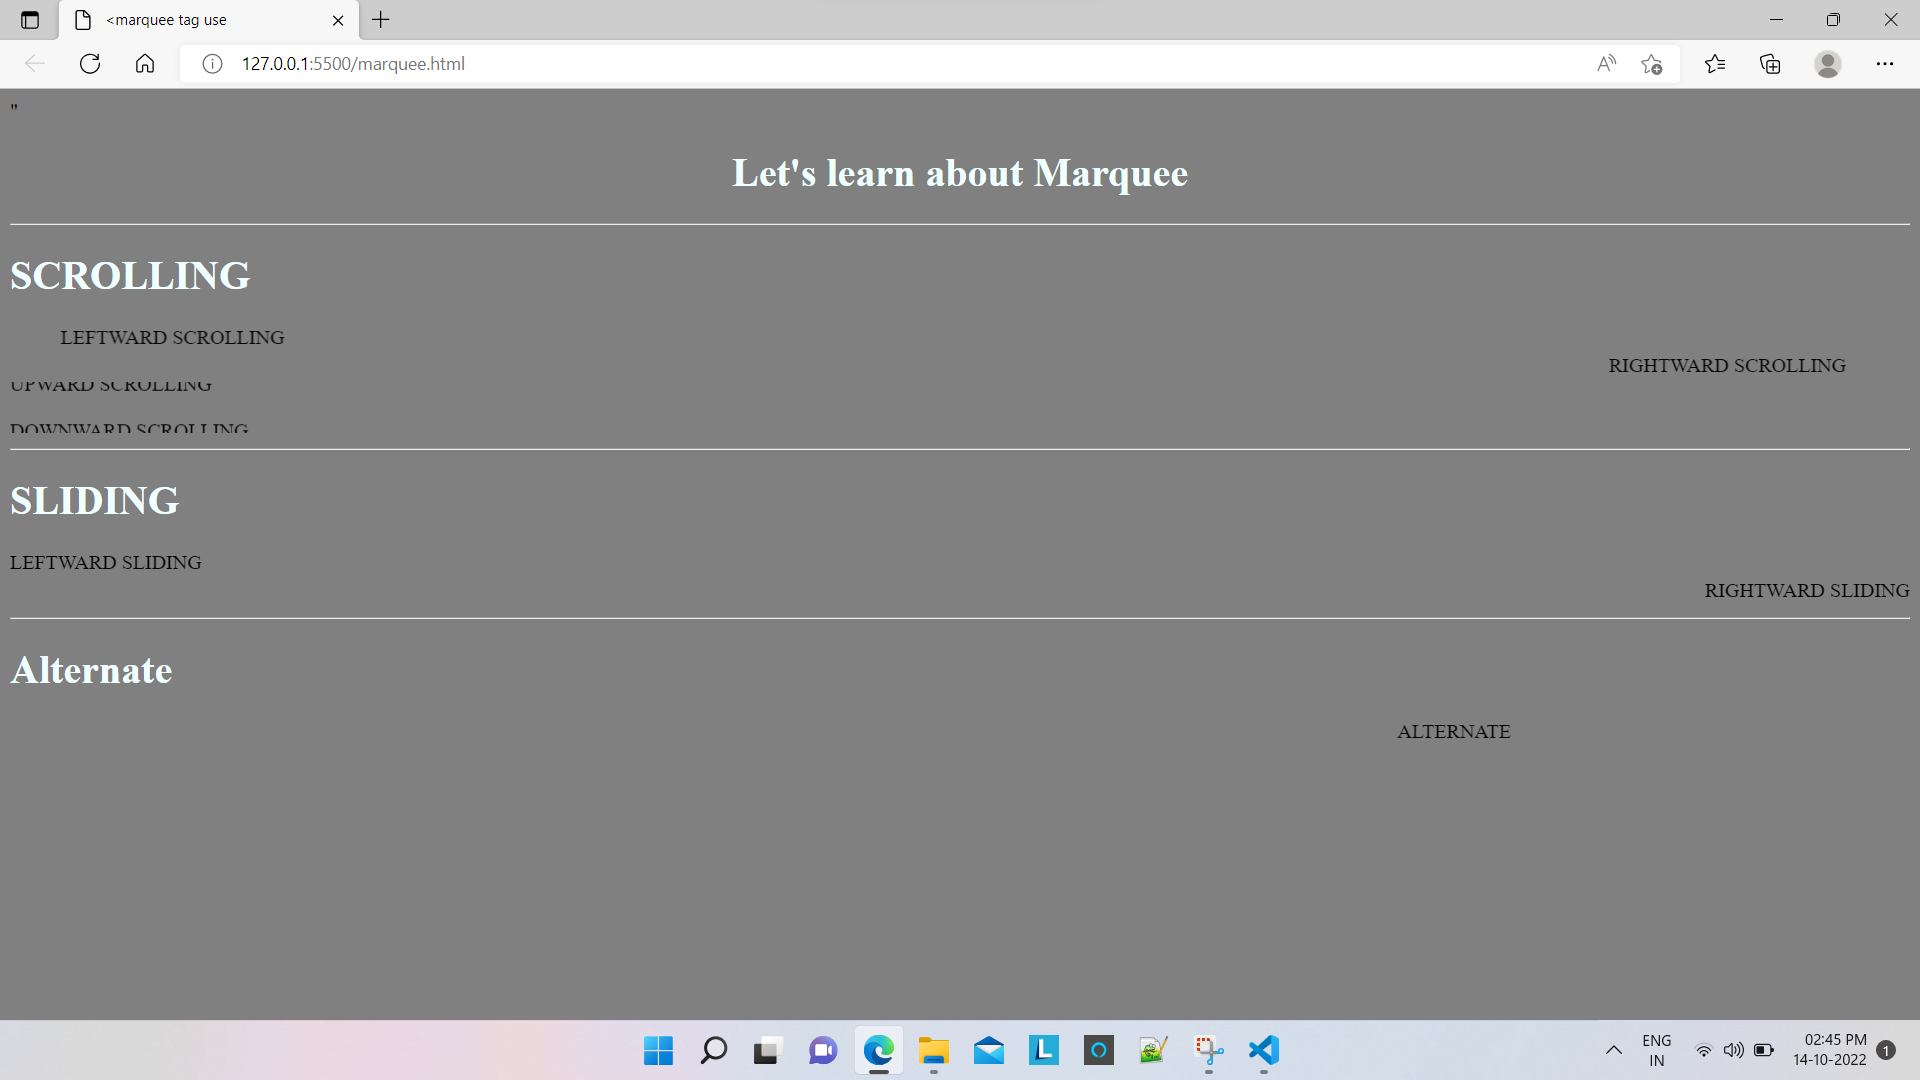 <marquee tag use
127.0.0.1:5500/marquee.html
"
Let's learn about Marquee
SCROLLING
LEFTWARD SCROLLING
RIGHTWARD SCROLLING
UPWARD SCROLLING
DOWNWARD SCROLLING
SLIDING
LEFTWARD SLIDING
RIGHTWARD SLIDING
Alternate
ALTERNATE
ENG
IN
02:45 PM
14-10-2022
1